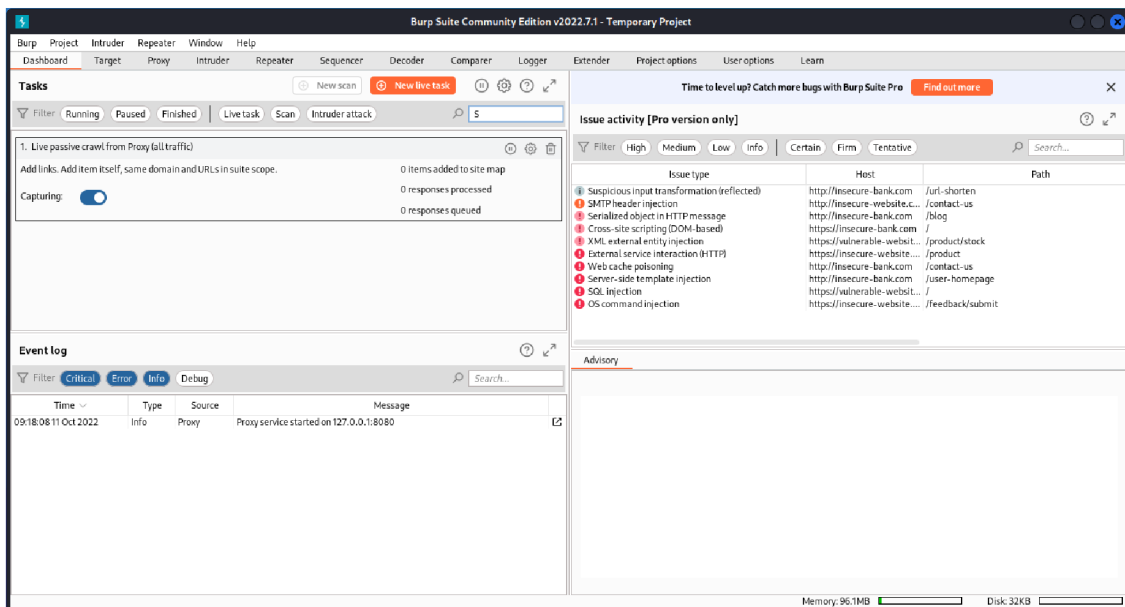 Burp Suite Community Edition v2022.7.1 - Temporary Project
Burp Project Intruder Repeater Window Help
Dashboard Target Proxy Intruder Repeater Sequencer Decoder Comparer Logger Extender Project options User options Learn
Tasks
New scan
New live task
Filter Running Paused Finished Live task Scan Intruder attack
S
1. Live passive crawl from Proxy (all traffic)
Add links. Add item itself, same domain and URLs in suite scope.
0 items added to site map
Capturing:
0 responses processed
0 responses queued
Event log
Filter Critical Error Info Debug
Search...
Time Type Source Message
09:18:08 11 Oct 2022 Info Proxy Proxy service started on 127.0.0.1:8080
Time to level up? Catch more bugs with Burp Suite Pro
Find out more
Issue activity [Pro version only]
Filter High Medium Low Info Certain Firm Tentative
Search...
Issue type Host Path
Suspicious input transformation (reflected) http://insecure-bank.com /url-shorten
SMTP header injection http://insecure-website.c... /contact-us
Serialized object in HTTP message http://insecure-bank.com /blog
Cross-site scripting (DOM-based) https://insecure-bank.com /
XML external entity injection https://vulnerable-websit... /product/stock
External service interaction (HTTP) https://insecure-website.... /product
Web cache poisoning http://insecure-bank.com /contact-us
Server-side template injection http://insecure-bank.com /user-homepage
SQL injection https://vulnerable-websit... /
OS command injection https://insecure-website.... /feedback/submit
Advisory
Memory: 96.1MB
Disk: 32KB